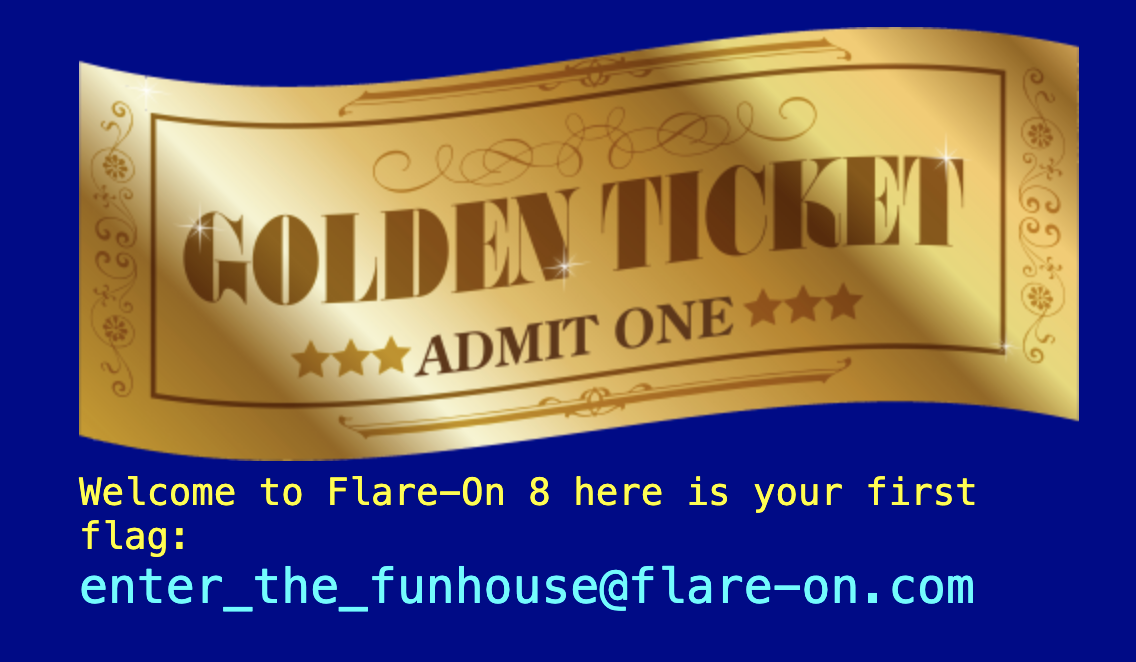 GOLDEN TICKET
ADMIT ONE
Welcome to Flare-On 8 here is your first
flag:
enter_the_funhouse@flare-on.com